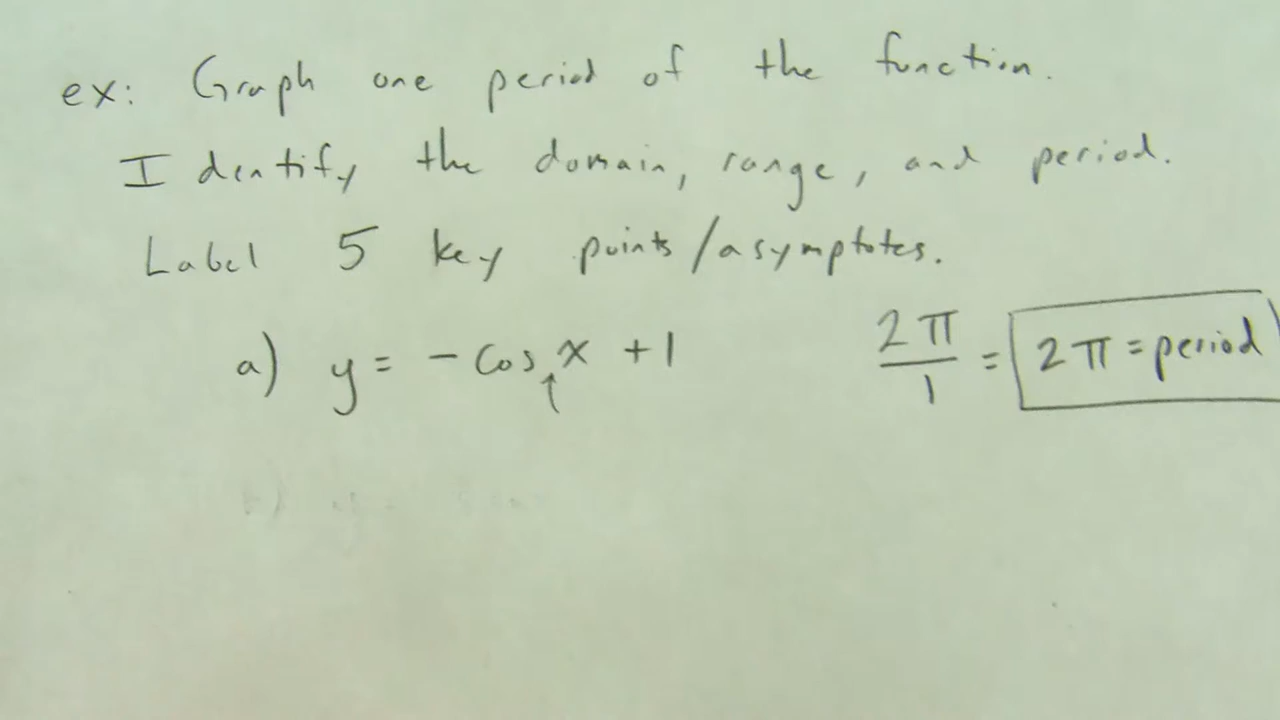 ex: Graph one period of the function.
Identify the domain, range, and period.
Label 5 key points/asymptotes.
a) y = -cos x + 1
2π/1 = 2π = period